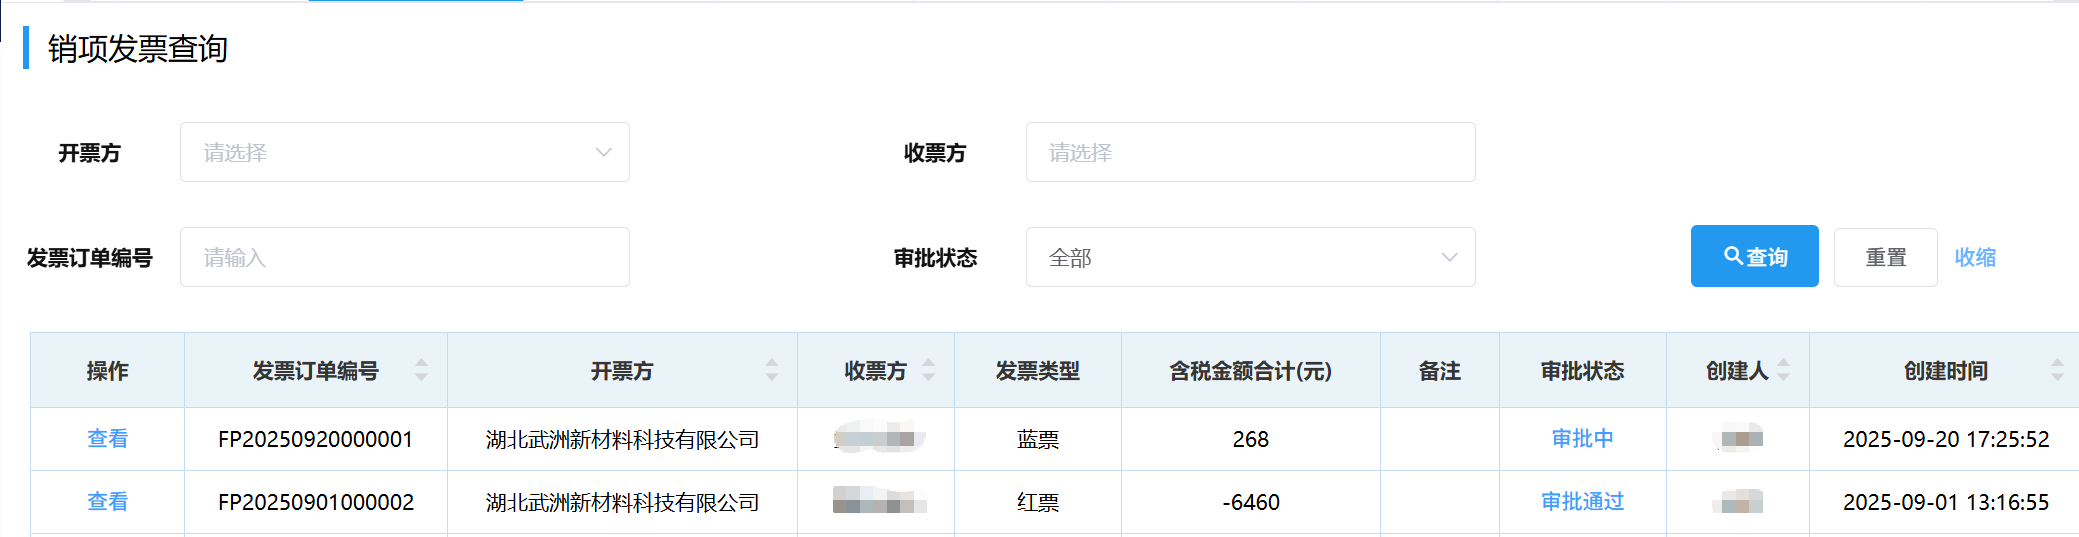 销项发票查询
开票方 请选择 收票方 请选择
发票订单编号 请输入 审批状态 全部 查询 重置 收缩
操作 发票订单编号 开票方 收票方 发票类型 含税金额合计(元) 备注 审批状态 创建人 创建时间
查看 FP20250920000001 湖北武洲新材料科技有限公司 蓝票 268 审批中 2025-09-20 17:25:52
查看 FP20250901000002 湖北武洲新材料科技有限公司 红票 -6460 审批通过 2025-09-01 13:16:55